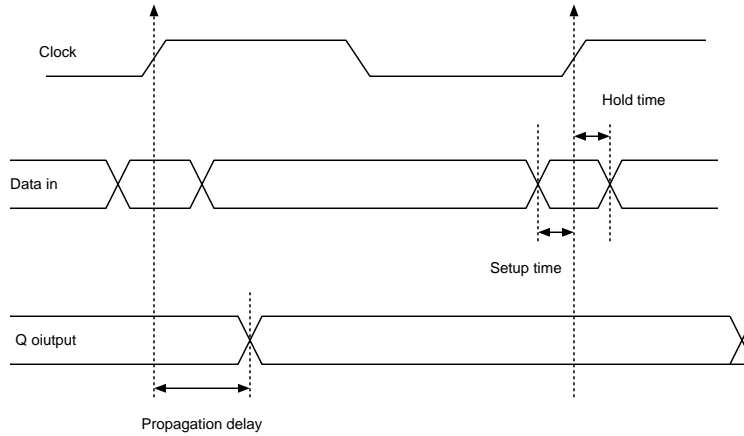 Clock
Hold time
Data in
Setup time
Q oiutput
Propagation delay